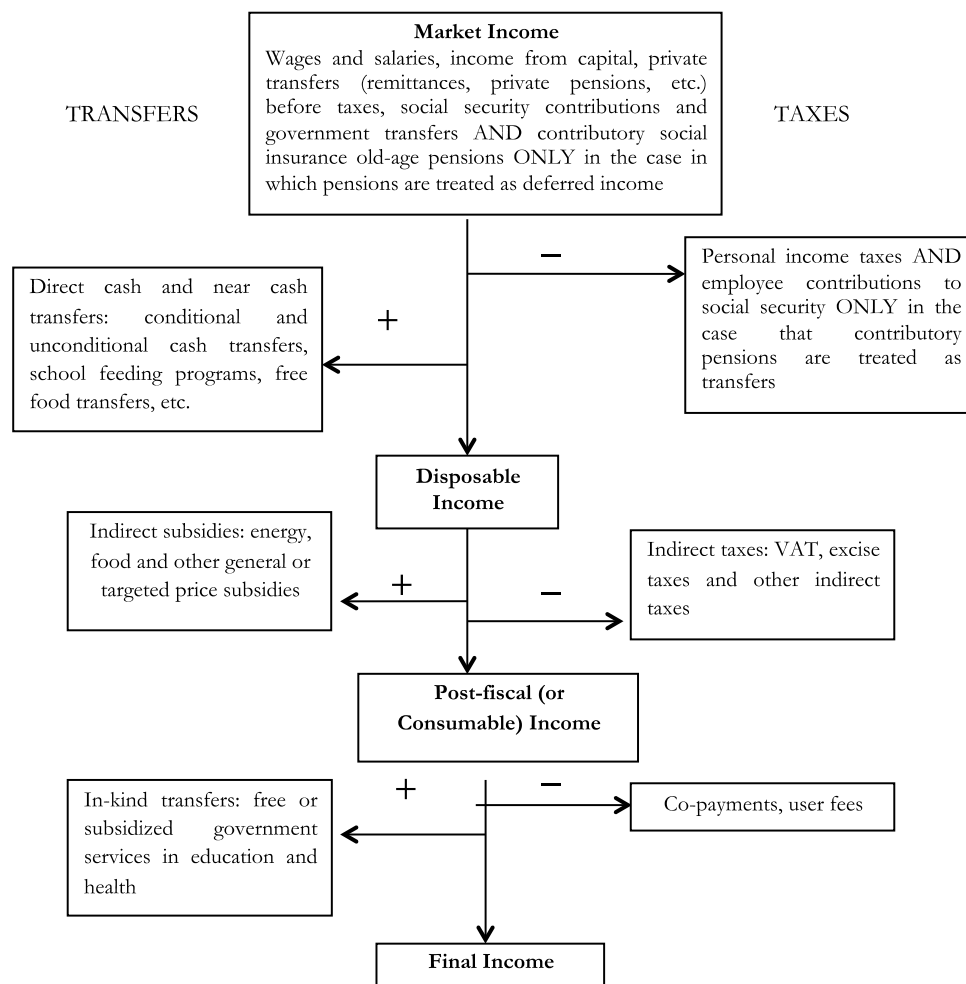 Market Income
Wages and salaries, income from capital, private
transfers (remittances, private pensions, etc.)
before taxes, social security contributions and
government transfers AND contributory social
insurance old-age pensions ONLY in the case in
which pensions are treated as deferred income
TRANSFERS
TAXES
−
Personal income taxes AND
employee contributions to
social security ONLY in the
case that contributory
pensions are treated as
transfers
Direct cash and near cash
transfers: conditional and
unconditional cash transfers,
school feeding programs, free
food transfers, etc.
+
Disposable
Income
Indirect subsidies: energy,
food and other general or
targeted price subsidies
+
−
Indirect taxes: VAT, excise
taxes and other indirect
taxes
Post-fiscal (or
Consumable) Income
In-kind transfers: free or
subsidized government
services in education and
health
+
−
Co-payments, user fees
Final Income